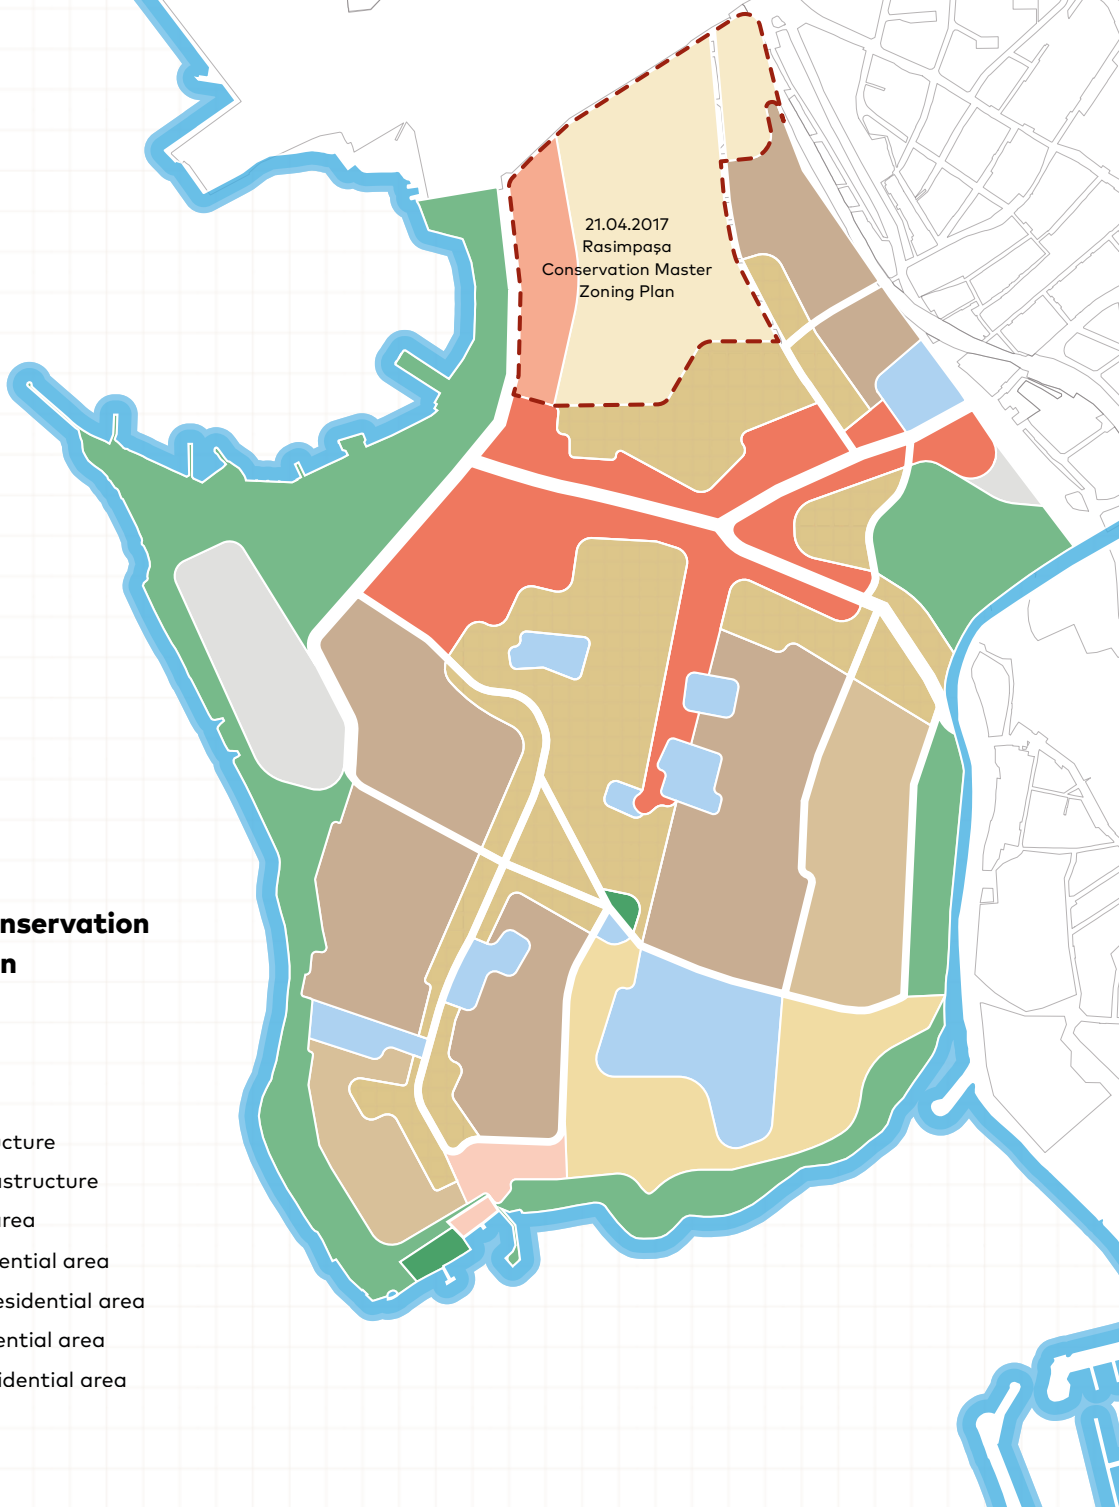 21.04.2017
Rasimpaşa
Conservation Master
Zoning Plan
nservation
n
cture
structure
area
ential area
esidential area
ential area
idential area